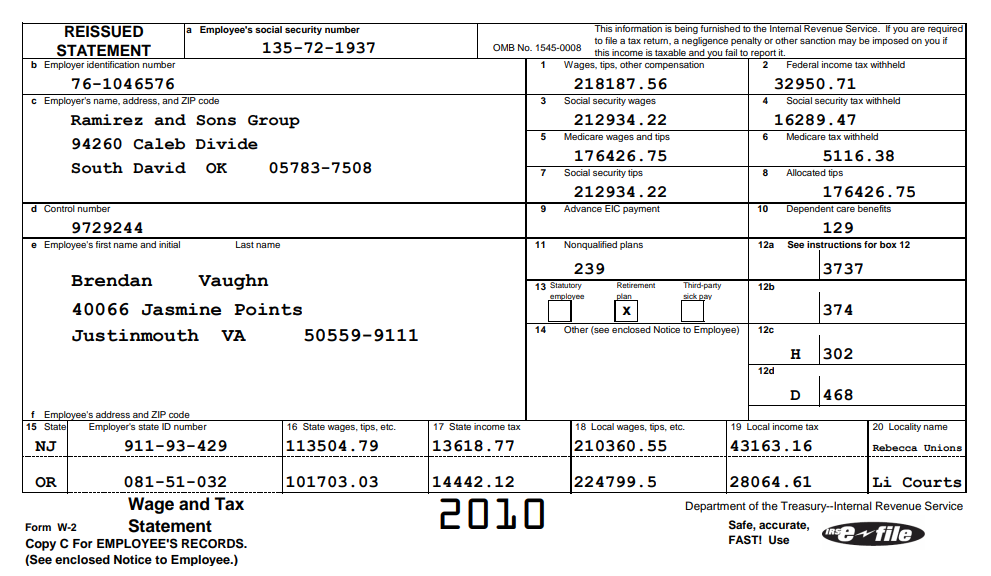 REISSUED STATEMENT
a Employee's social security number
135-72-1937
OMB No. 1545-0008
This information is being furnished to the Internal Revenue Service. If you are required
to file a tax return, a negligence penalty or other sanction may be imposed on you if
this income is taxable and you fail to report it.
b Employer identification number
76-1046576
1 Wages, tips, other compensation
218187.56
2 Federal income tax withheld
32950.71
c Employer's name, address, and ZIP code
Ramirez and Sons Group
94260 Caleb Divide
South David OK 05783-7508
3 Social security wages
212934.22
4 Social security tax withheld
16289.47
5 Medicare wages and tips
176426.75
6 Medicare tax withheld
5116.38
7 Social security tips
212934.22
8 Allocated tips
176426.75
d Control number
9729244
9 Advance EIC payment
10 Dependent care benefits
129
e Employee's first name and initial Last name
Brendan Vaughn
40066 Jasmine Points
Justinmouth VA 50559-9111
f Employee's address and ZIP code
11 Nonqualified plans
239
12a See instructions for box 12
3737
13 Statutory employee
Retirement plan
X
Third-party sick pay
12b
374
14 Other (see enclosed Notice to Employee)
12c
H 302
12d
D 468
15 State Employer's state ID number 16 State wages, tips, etc. 17 State income tax 18 Local wages, tips, etc. 19 Local income tax 20 Locality name
NJ 911-93-429 113504.79 13618.77 210360.55 43163.16 Rebecca Unions
OR 081-51-032 101703.03 14442.12 224799.5 28064.61 Li Courts
Form W-2
Wage and Tax
Statement
2010
Department of the Treasury--Internal Revenue Service
Copy C For EMPLOYEE'S RECORDS.
(See enclosed Notice to Employee.)
Safe, accurate,
FAST! Use
IRS e-file